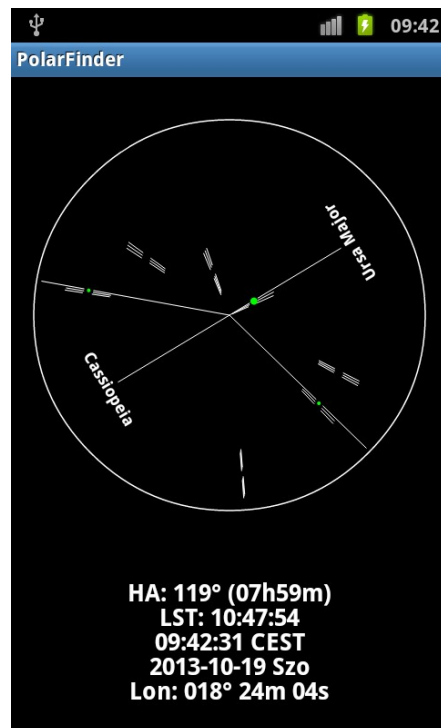 09:42
PolarFinder
Ursa Major
Cassiopeia
HA: 119° (07h59m)
LST: 10:47:54
09:42:31 CEST
2013-10-19 Szo
Lon: 018° 24m 04s